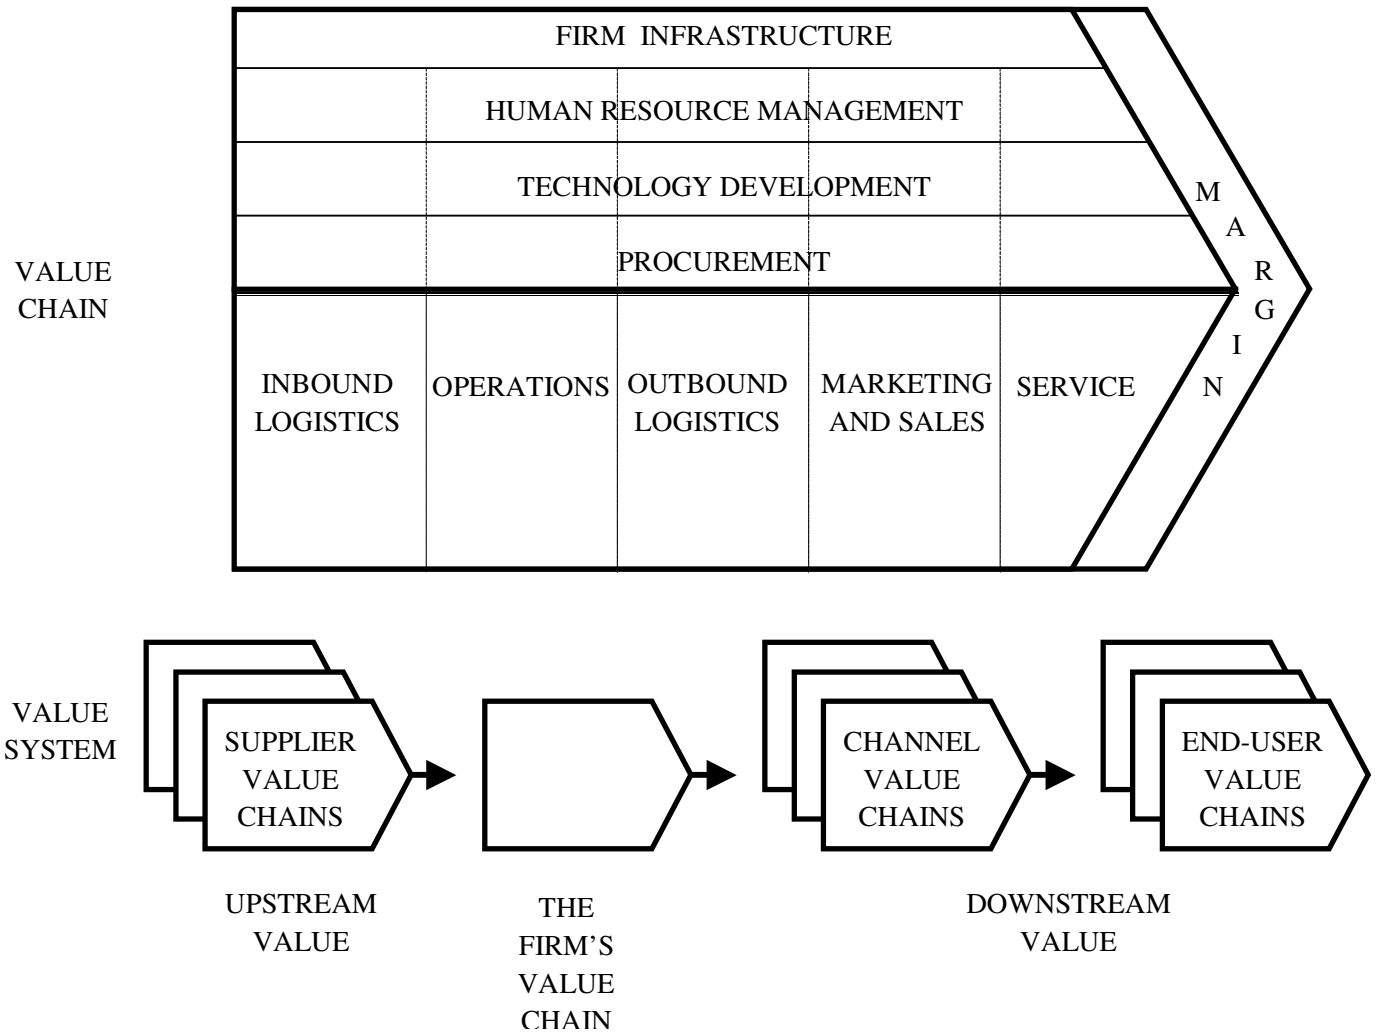 FIRM INFRASTRUCTURE
HUMAN RESOURCE MANAGEMENT
TECHNOLOGY DEVELOPMENT
PROCUREMENT
VALUE
CHAIN
INBOUND
LOGISTICS
OPERATIONS
OUTBOUND
LOGISTICS
MARKETING
AND SALES
SERVICE
M
A
R
G
I
N
VALUE
SYSTEM
SUPPLIER
VALUE
CHAINS
CHANNEL
VALUE
CHAINS
END-USER
VALUE
CHAINS
UPSTREAM
VALUE
THE
FIRM'S
VALUE
CHAIN
DOWNSTREAM
VALUE